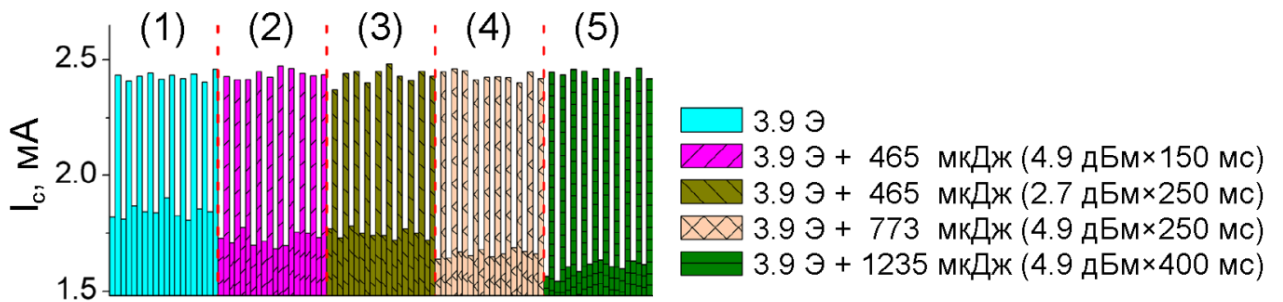 (1) (2) (3) (4) (5)
2.5
2.0
1.5
Iс, мА
3.9 Э
3.9 Э + 465 мкДж (4.9 дБм×150 мс)
3.9 Э + 465 мкДж (2.7 дБм×250 мс)
3.9 Э + 773 мкДж (4.9 дБм×250 мс)
3.9 Э + 1235 мкДж (4.9 дБм×400 мс)